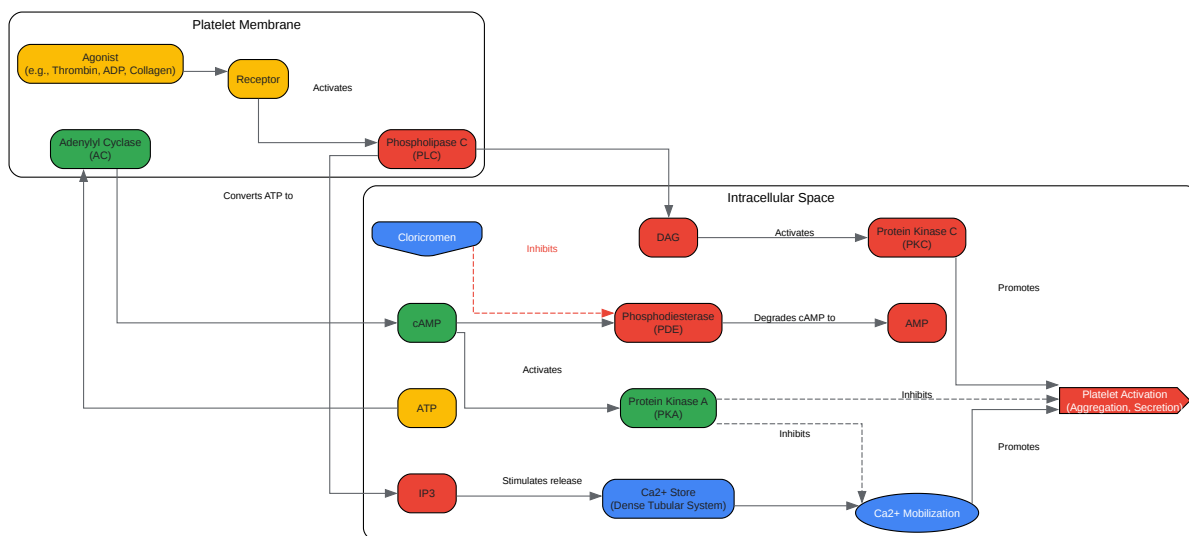 Platelet Membrane
Agonist
(e.g., Thrombin, ADP, Collagen)
Receptor
Activates
Adenylyl Cyclase
(AC)
Phospholipase C
(PLC)
Converts ATP to
Intracellular Space
Cloricromen
Inhibits
DAG
Activates
Protein Kinase C
(PKC)
Promotes
cAMP
Phosphodiesterase
(PDE)
Degrades cAMP to
AMP
Activates
ATP
Protein Kinase A
(PKA)
Inhibits
Platelet Activation
(Aggregation, Secretion)
Inhibits
Promotes
IP3
Stimulates release
Ca2+ Store
(Dense Tubular System)
Ca2+ Mobilization